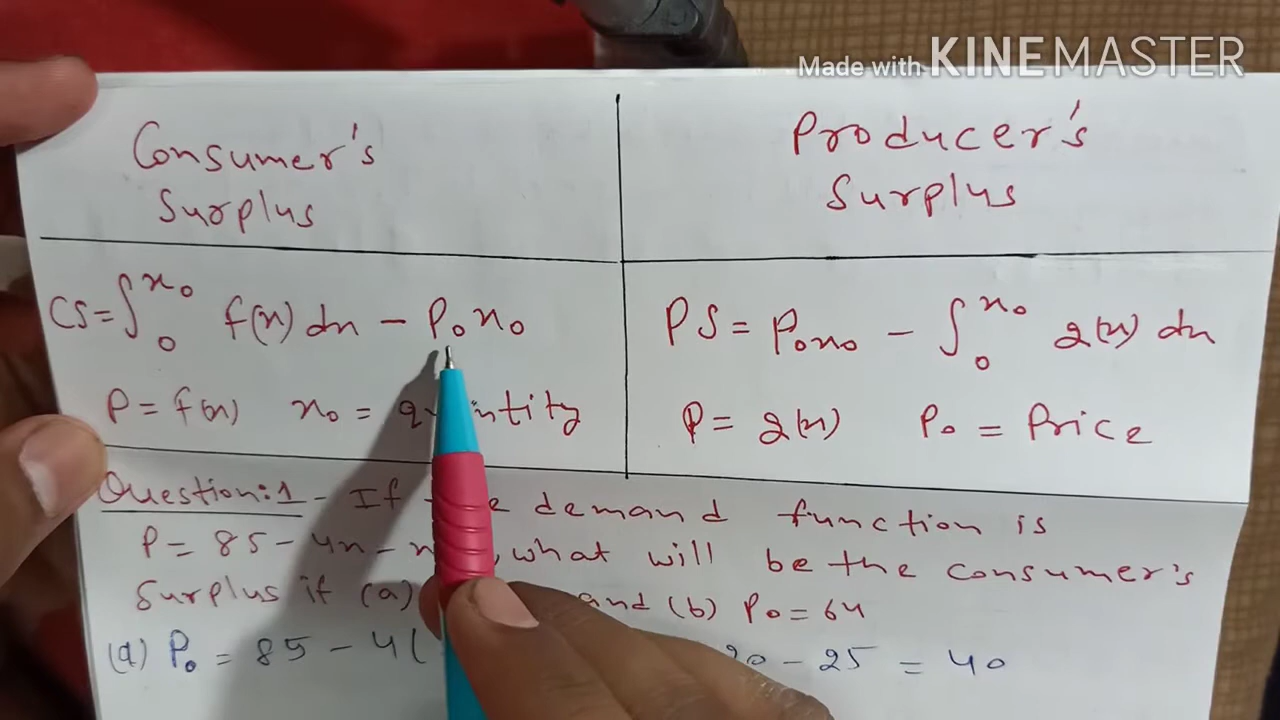 Made with KINEMASTER
Consumer's
Surplus
Producer's
Surplus
CS = ∫₀^x₀ f(x) dx - P₀x₀
P = f(x) x₀ =
PS = P₀x₀ - ∫₀^x₀ g(x) dx
P = g(x) P₀ = Price
Question:1 - If demand function is
P = 85 - 4x - what will be the consumer's
Surplus if (a) and (b) P₀ = 64
(a) P₀ = 85 - 4( 20 - 25 = 40